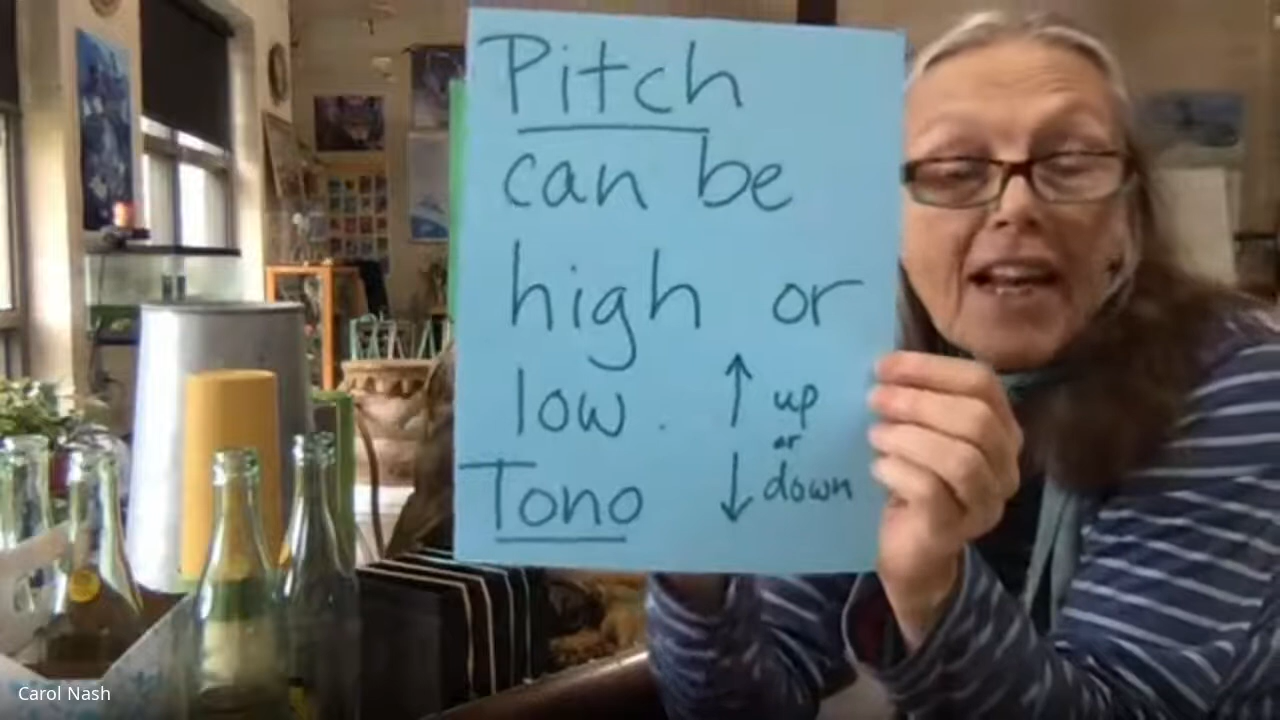 Pitch
can be
high or
low. ↑ up
or
Tono ↓ down
Carol Nash